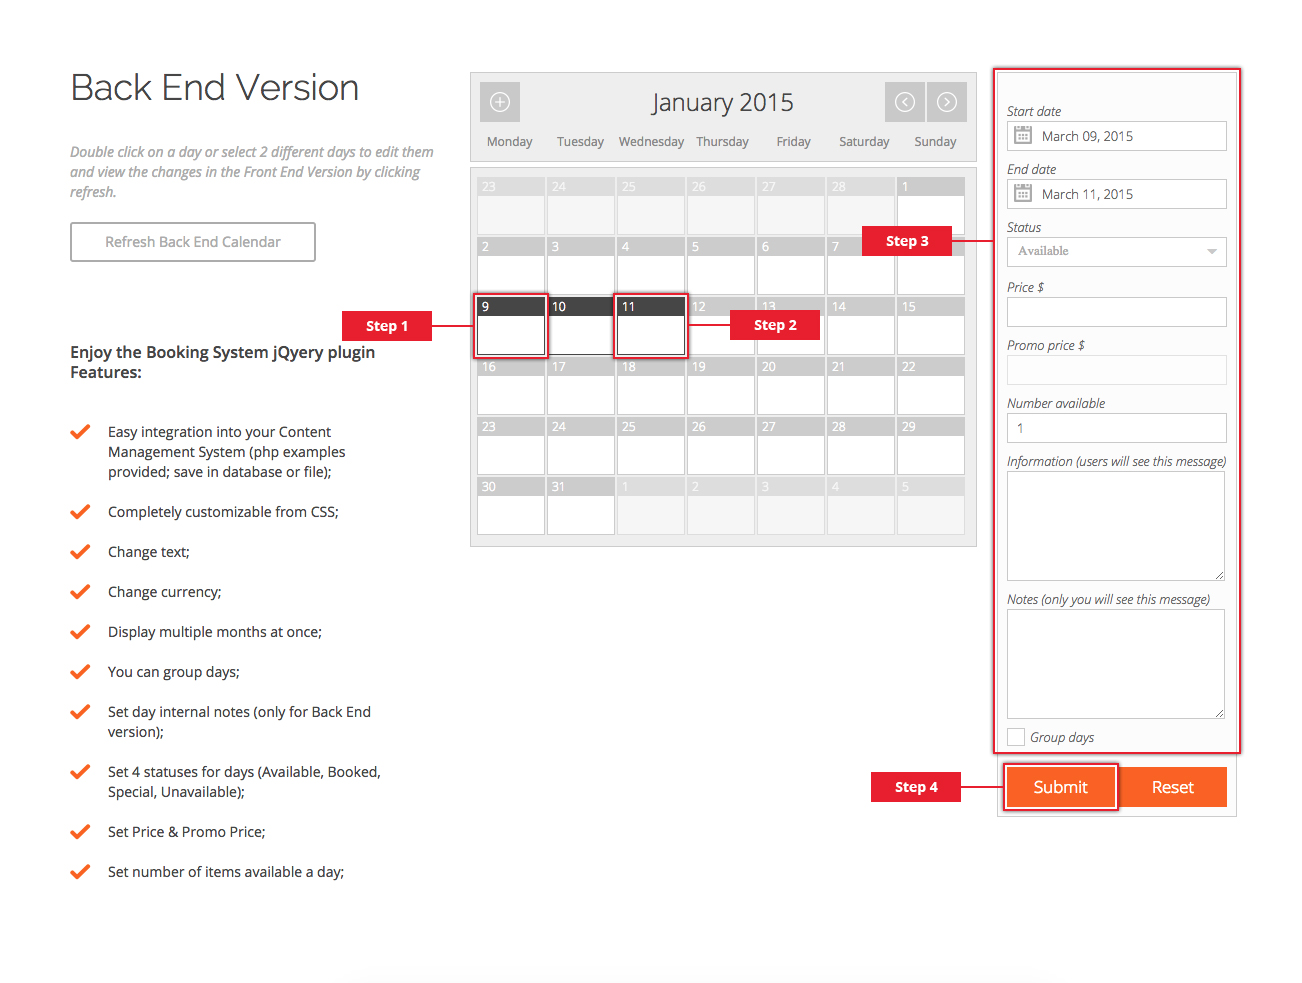 Back End Version
Double click on a day or select 2 different days to edit them
and view the changes in the Front End Version by clicking
refresh.
Refresh Back End Calendar
Enjoy the Booking System jQyery plugin
Features:
Easy integration into your Content
Management System (php examples
provided; save in database or file);
Completely customizable from CSS;
Change text;
Change currency;
Display multiple months at once;
You can group days;
Set day internal notes (only for Back End
version);
Set 4 statuses for days (Available, Booked,
Special, Unavailable);
Set Price & Promo Price;
Set number of items available a day;
January 2015
Monday Tuesday Wednesday Thursday Friday Saturday Sunday
23 24 25 26 27 28 1
2 3 4 5 6 7
9 10 11 12 13 14 15
16 17 18 19 20 21 22
23 24 25 26 27 28 29
30 31 1 2 3 4 5
Step 1
Step 2
Step 3
Step 4
Start date
March 09, 2015
End date
March 11, 2015
Status
Available
Price $
Promo price $
Number available
1
Information (users will see this message)
Notes (only you will see this message)
Group days
Submit Reset